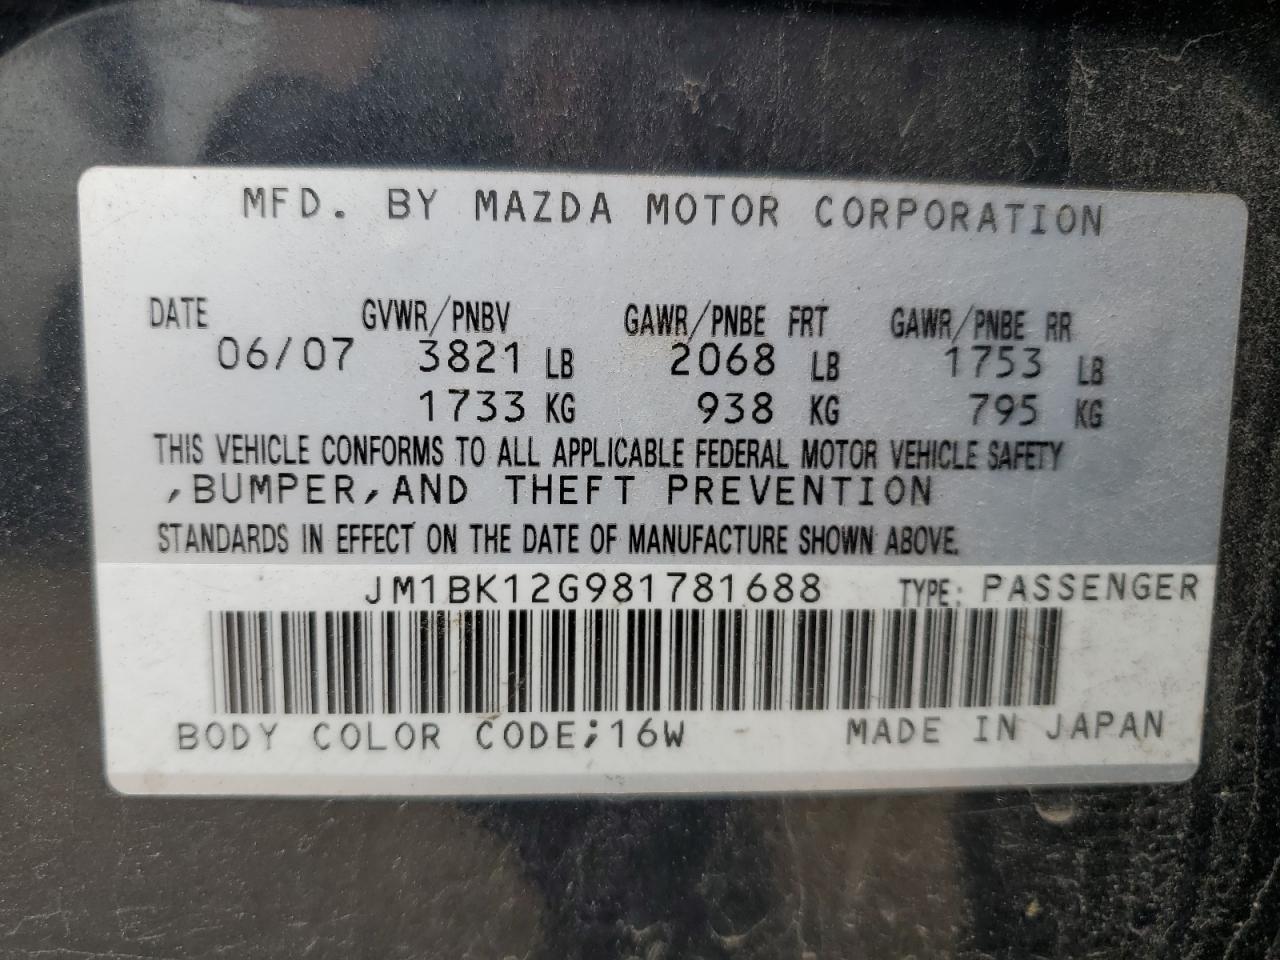 MFD. BY MAZDA MOTOR CORPORATION
DATE GVWR/PNBV GAWR/PNBE FRT GAWR/PNBE RR
06/07 3821 LB 2068 LB 1753 LB
1733 KG 938 KG 795 KG
THIS VEHICLE CONFORMS TO ALL APPLICABLE FEDERAL MOTOR VEHICLE SAFETY
,BUMPER,AND THEFT PREVENTION
STANDARDS IN EFFECT ON THE DATE OF MANUFACTURE SHOWN ABOVE.
JM1BK12G981781688 TYPE: PASSENGER
BODY COLOR CODE;16W - MADE IN JAPAN